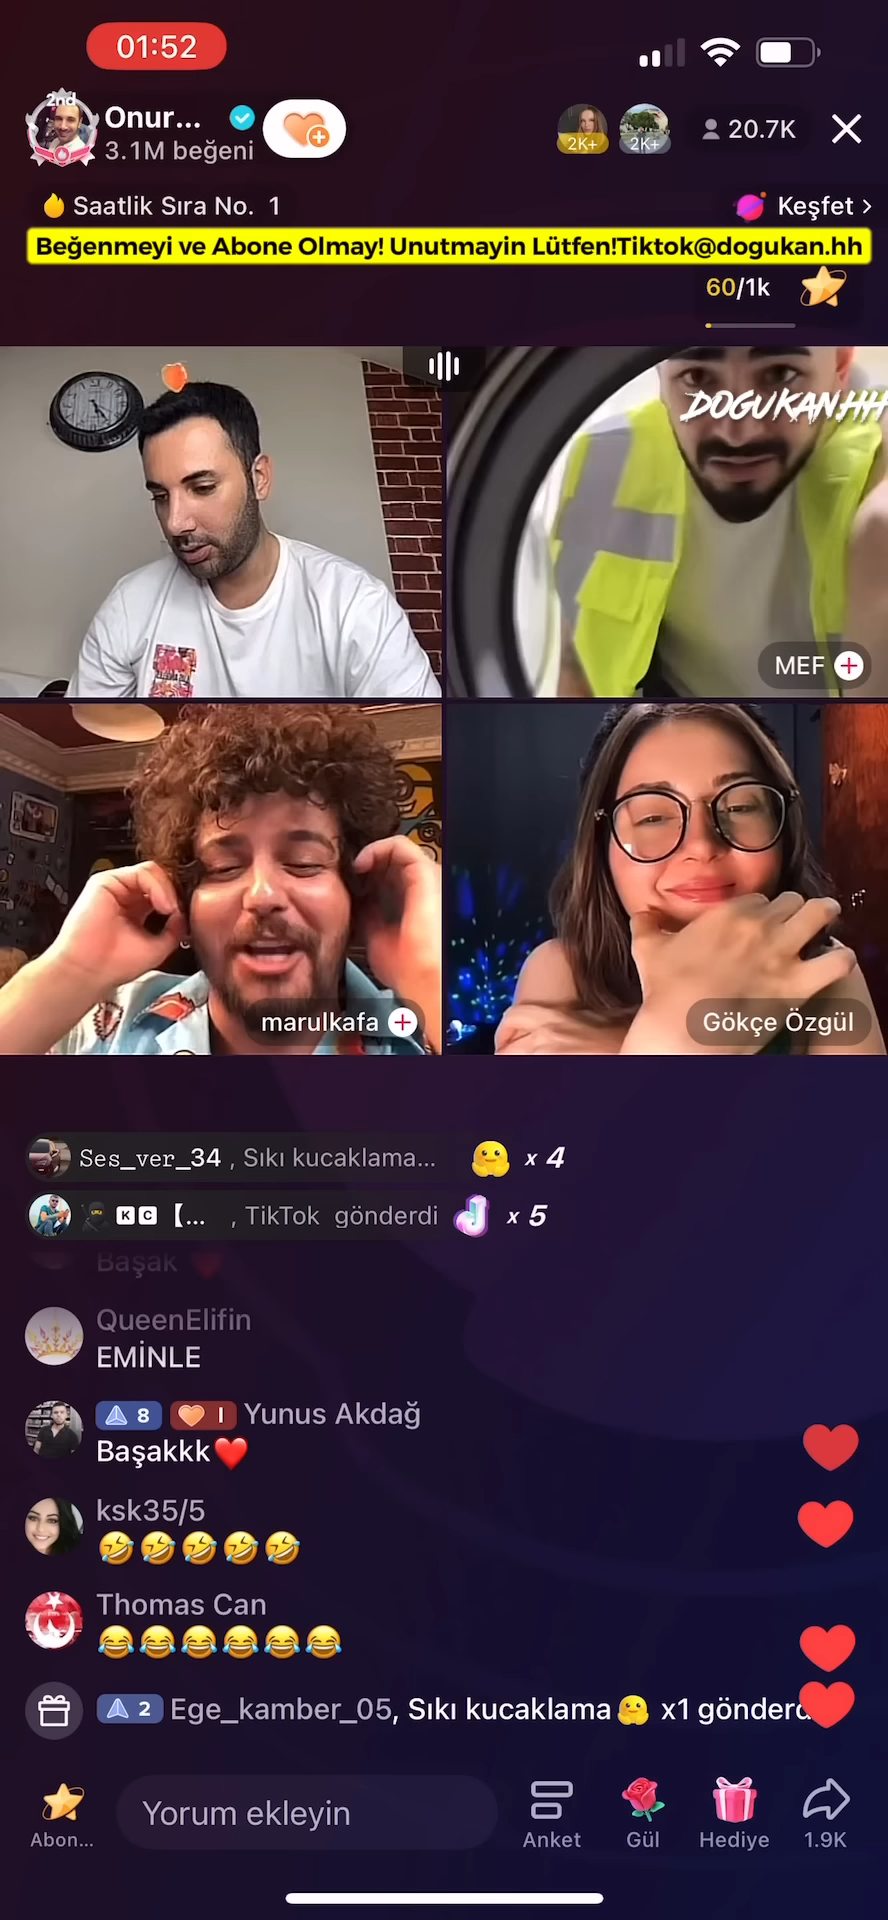 01:52
2nd
Onur...
3.1M beğeni
2K+
2K+
20.7K
Saatlik Sıra No. 1
Keşfet
Beğenmeyi ve Abone Olmay! Unutmayin Lütfen!Tiktok@dogukan.hh
60/1k
DOGUKAN.HH
MEF
marulkafa
Gökçe Özgül
Ses_ver_34 , Sıkı kucaklama... x 4
KC【... , TikTok gönderdi x 5
Başak
QueenElifin
EMİNLE
8 I Yunus Akdağ
Başakkk
ksk35/5
Thomas Can
2 Ege_kamber_05, Sıkı kucaklama x1 gönderd
Abon...
Yorum ekleyin
Anket
Gül
Hediye
1.9K